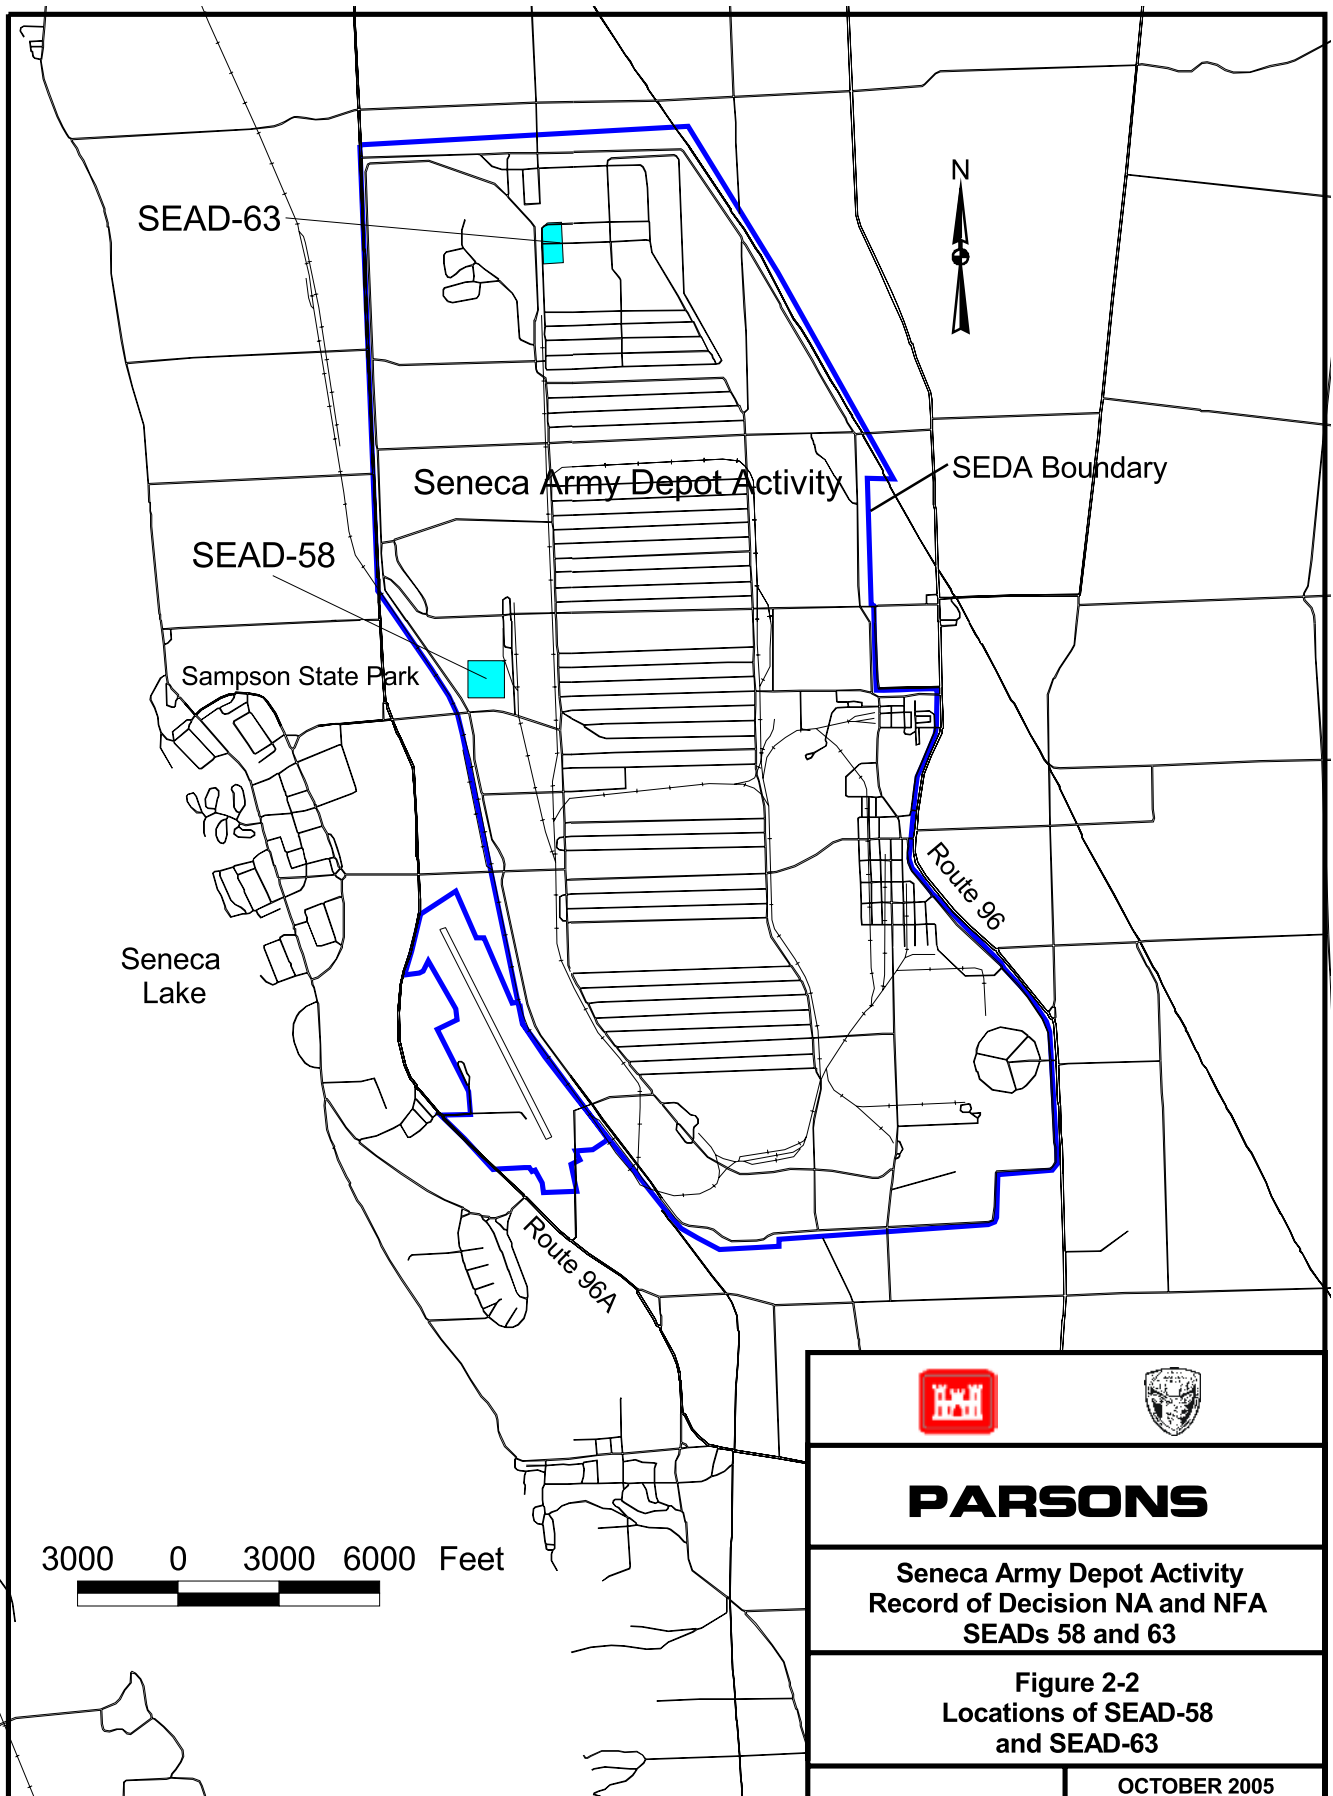 N
SEAD-63
SEDA Boundary
Seneca Army Depot Activity
SEAD-58
Sampson State Park
Route 96
Seneca
Lake
Route 96A
3000 0 3000 6000 Feet
PARSONS
Seneca Army Depot Activity
Record of Decision NA and NFA
SEADs 58 and 63
Figure 2-2
Locations of SEAD-58
and SEAD-63
OCTOBER 2005